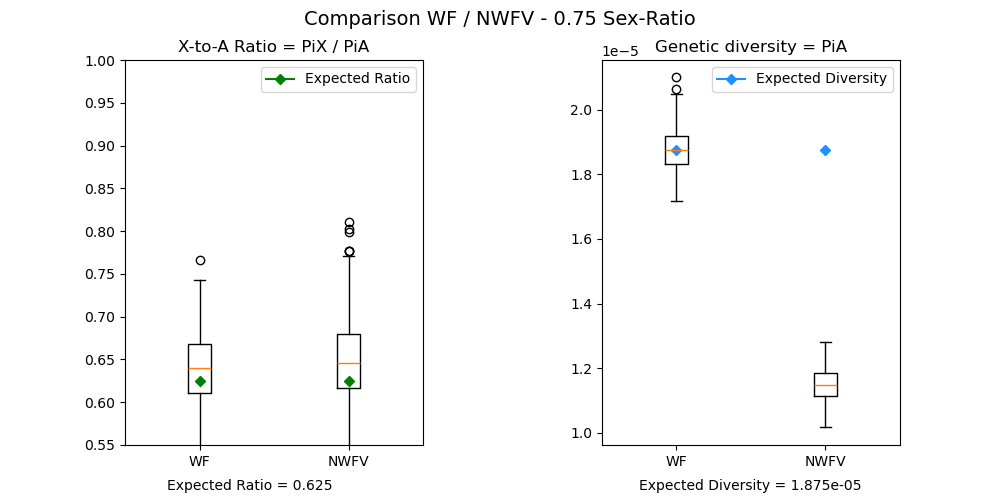 Comparison WF / NWFV - 0.75 Sex-Ratio
X-to-A Ratio = PiX / PiA
Expected Ratio
1.00
0.95
0.90
0.85
0.80
0.75
0.70
0.65
0.60
0.55
WF
NWFV
Expected Ratio = 0.625
Genetic diversity = PiA
1e−5
Expected Diversity
2.0
1.8
1.6
1.4
1.2
1.0
WF
NWFV
Expected Diversity = 1.875e-05